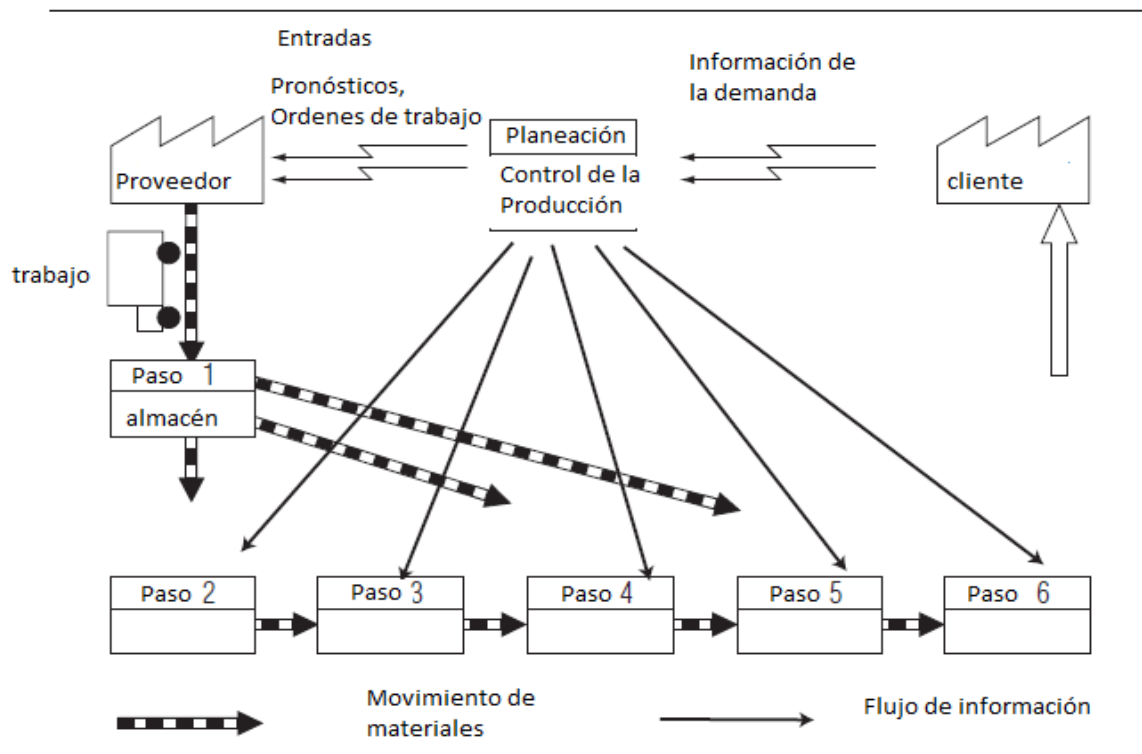 Entradas
Pronósticos,
Ordenes de trabajo
Información de
la demanda
Planeación
Control de la
Producción
Proveedor
cliente
trabajo
Paso 1
almacén
Paso 2
Paso 3
Paso 4
Paso 5
Paso 6
Movimiento de
materiales
Flujo de información